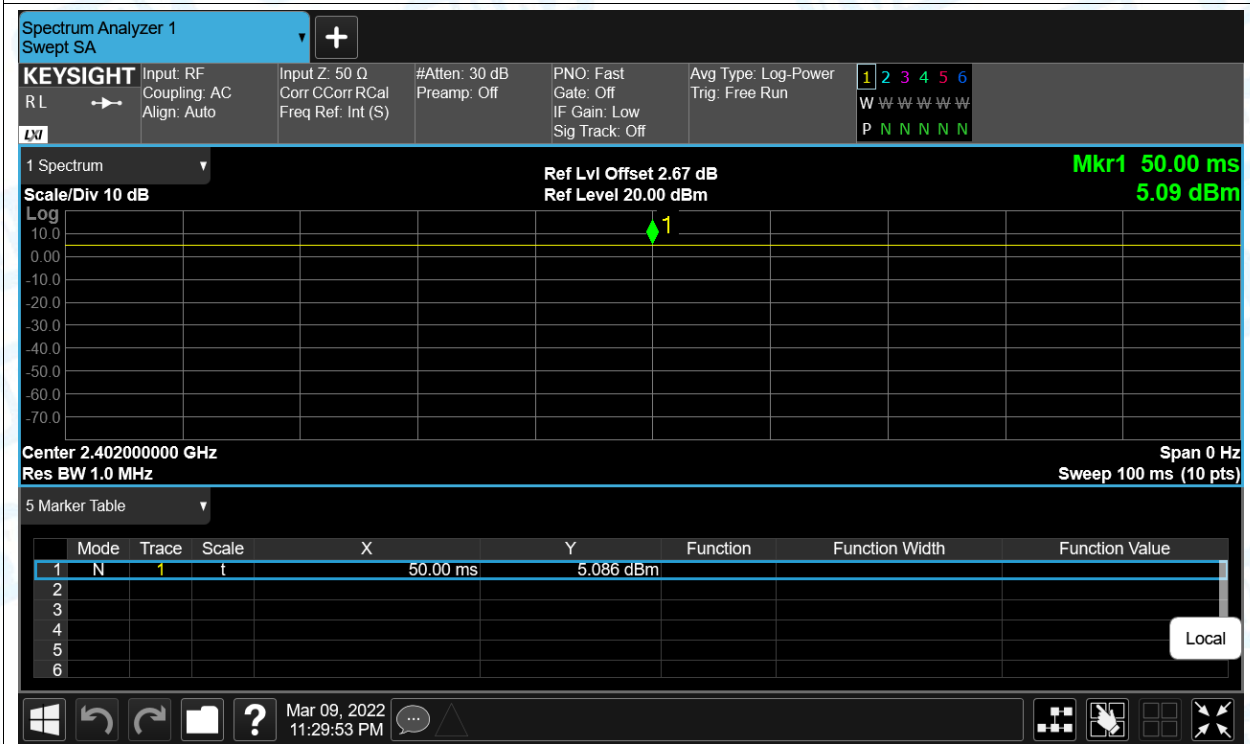 Spectrum Analyzer 1
Swept SA
KEYSIGHT Input: RF Input Z: 50 Ω #Atten: 30 dB PNO: Fast Avg Type: Log-Power 1 2 3 4 5 6
R L Coupling: AC Corr CCorr RCal Preamp: Off Gate: Off Trig: Free Run W W W W W W
Align: Auto Freq Ref: Int (S) IF Gain: Low
LXI Sig Track: Off P N N N N N
1 Spectrum Ref Lvl Offset 2.67 dB Mkr1 50.00 ms
Scale/Div 10 dB Ref Level 20.00 dBm 5.09 dBm
Log
1
10.0
0.00
-10.0
-20.0
-30.0
-40.0
-50.0
-60.0
-70.0
Center 2.402000000 GHz Span 0 Hz
Res BW 1.0 MHz Sweep 100 ms (10 pts)
5 Marker Table
Mode Trace Scale X Y Function Function Width Function Value
1 N 1 t 50.00 ms 5.086 dBm
2
3
4
5
6
Local
? Mar 09, 2022
11:29:53 PM